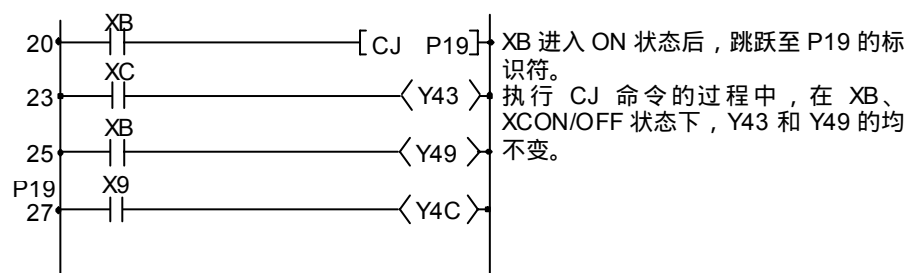 XB
20 [CJ P19] XB 进入 ON 状态后，跳跃至 P19 的标
识符。
XC
23 Y43 执行 CJ 命令的过程中，在 XB、
XCON/OFF 状态下，Y43 和 Y49 的均
XB
25 Y49 不变。
P19 X9
27 Y4C